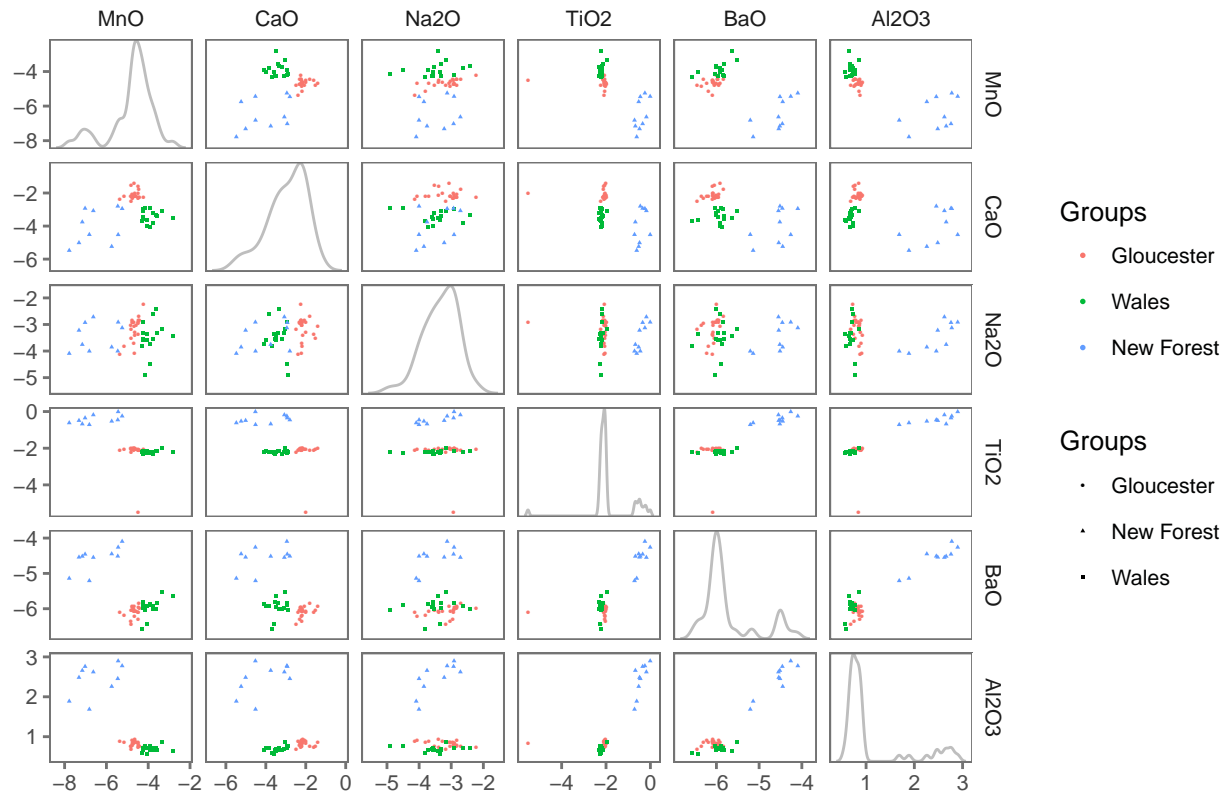 MnO CaO Na2O TiO2 BaO Al2O3
−4
−6
−8
MnO
−2
−4
−6
CaO
−2
−3
−4
−5
Na2O
0
−2
−4
TiO2
−4
−5
−6
BaO
3
2
1
Al2O3
−8 −6 −4 −2 −6 −4 −2 0 −5 −4 −3 −2 −4 −2 0 −6 −5 −4 1 2 3
Groups
Gloucester
Wales
New Forest
Groups
Gloucester
New Forest
Wales